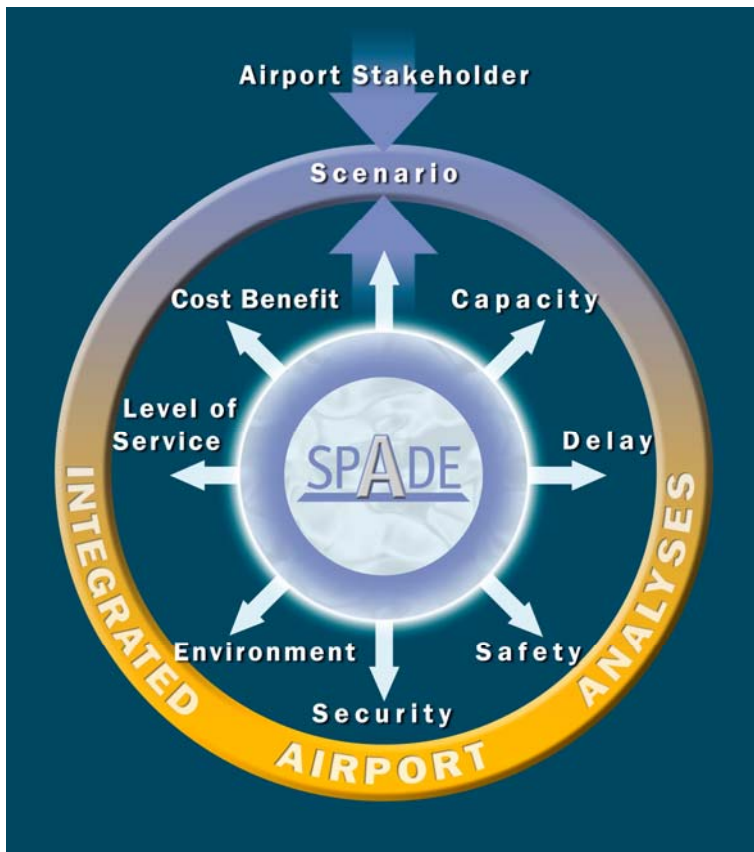 Airport Stakeholder
Scenario
Cost Benefit
Capacity
Level of
Service
Delay
SPADE
Environment
Safety
Security
INTEGRATED
AIRPORT
ANALYSES